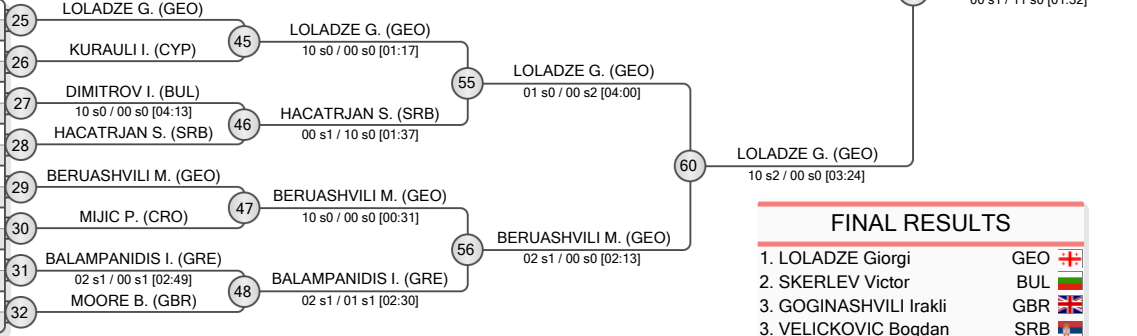 00 s1 / 11 s0 [01:32]
LOLADZE G. (GEO)
25
KURAULI I. (CYP)
26
45
LOLADZE G. (GEO)
10 s0 / 00 s0 [01:17]
DIMITROV I. (BUL)
10 s0 / 00 s0 [04:13]
27
HACATRJAN S. (SRB)
28
46
HACATRJAN S. (SRB)
00 s1 / 10 s0 [01:37]
55
LOLADZE G. (GEO)
01 s0 / 00 s2 [04:00]
BERUASHVILI M. (GEO)
29
MIJIC P. (CRO)
30
47
BERUASHVILI M. (GEO)
10 s0 / 00 s0 [00:31]
BALAMPANIDIS I. (GRE)
02 s1 / 00 s1 [02:49]
31
MOORE B. (GBR)
32
48
BALAMPANIDIS I. (GRE)
02 s1 / 01 s1 [02:30]
56
BERUASHVILI M. (GEO)
02 s1 / 00 s0 [02:13]
60
LOLADZE G. (GEO)
10 s2 / 00 s0 [03:24]
FINAL RESULTS
1. LOLADZE Giorgi GEO
2. SKERLEV Victor BUL
3. GOGINASHVILI Irakli GBR
3. VELICKOVIC Bogdan SRB